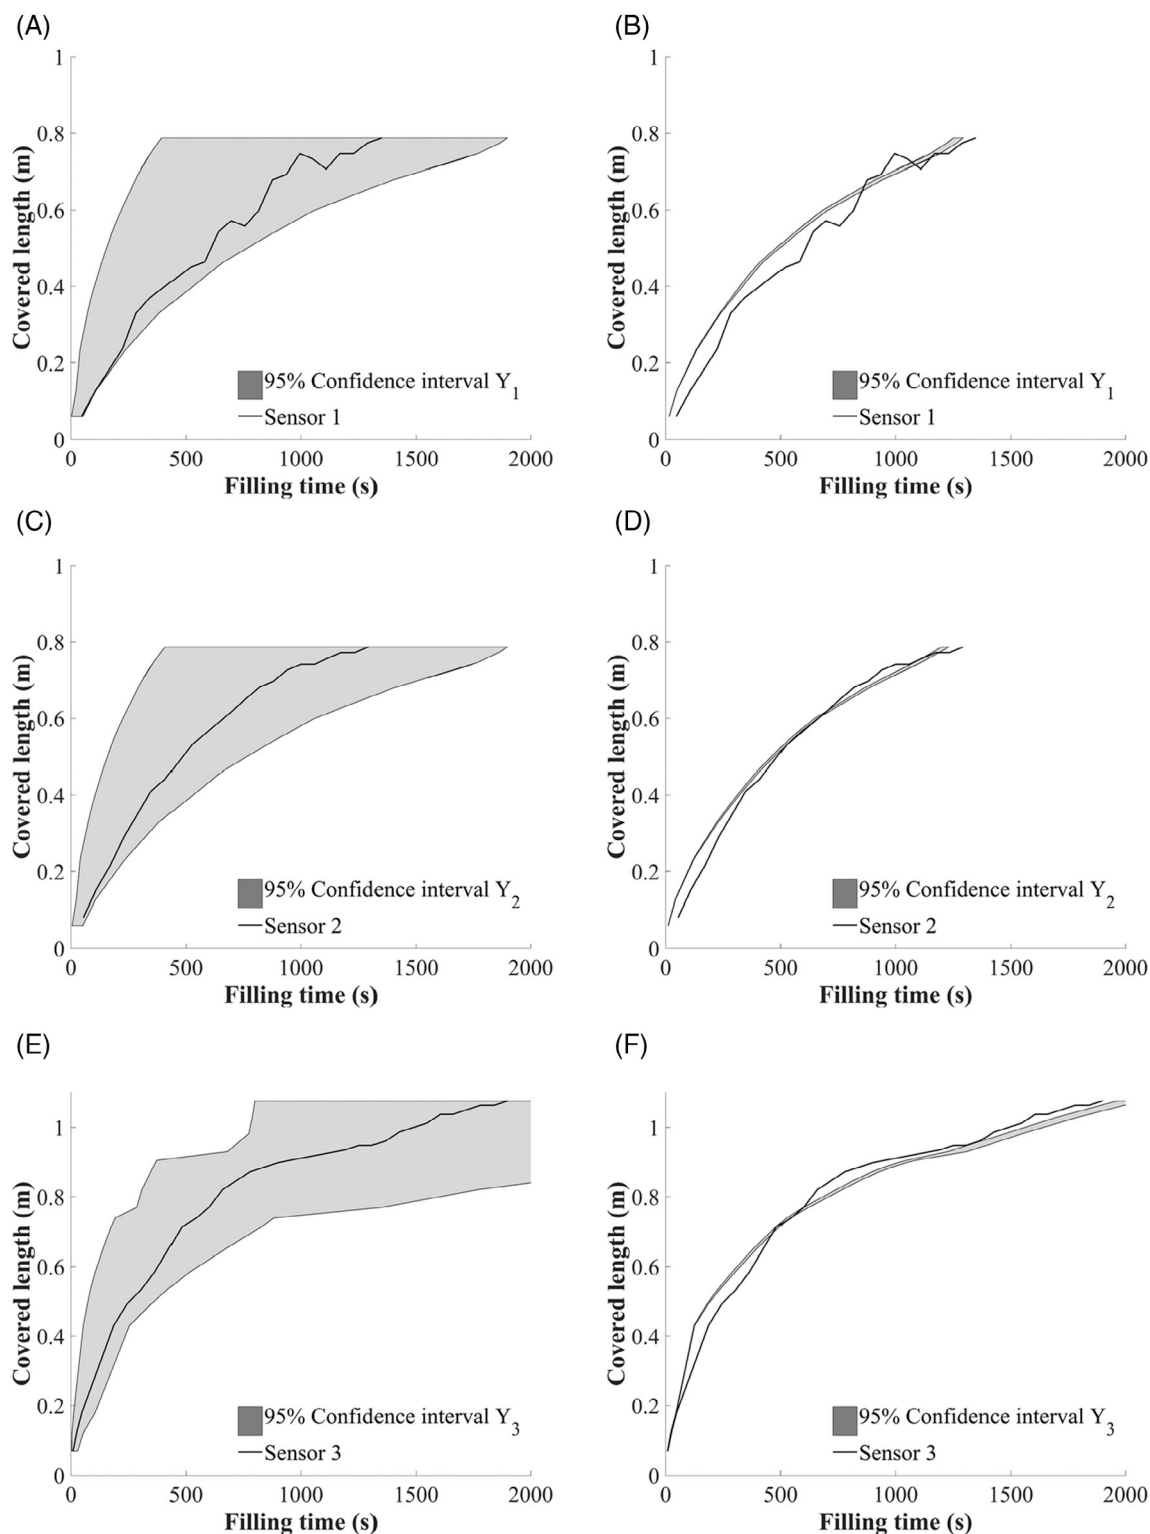 (A)
1
0.8
0.6
0.4
0.2
0
Covered length (m)
95% Confidence interval Y1
Sensor 1
0 500 1000 1500 2000
Filling time (s)
(B)
1
0.8
0.6
0.4
0.2
0
Covered length (m)
95% Confidence interval Y1
Sensor 1
0 500 1000 1500 2000
Filling time (s)
(C)
1
0.8
0.6
0.4
0.2
0
Covered length (m)
95% Confidence interval Y2
Sensor 2
0 500 1000 1500 2000
Filling time (s)
(D)
1
0.8
0.6
0.4
0.2
0
Covered length (m)
95% Confidence interval Y2
Sensor 2
0 500 1000 1500 2000
Filling time (s)
(E)
1
0.8
0.6
0.4
0.2
0
Covered length (m)
95% Confidence interval Y3
Sensor 3
0 500 1000 1500 2000
Filling time (s)
(F)
1
0.8
0.6
0.4
0.2
0
Covered length (m)
95% Confidence interval Y3
Sensor 3
0 500 1000 1500 2000
Filling time (s)